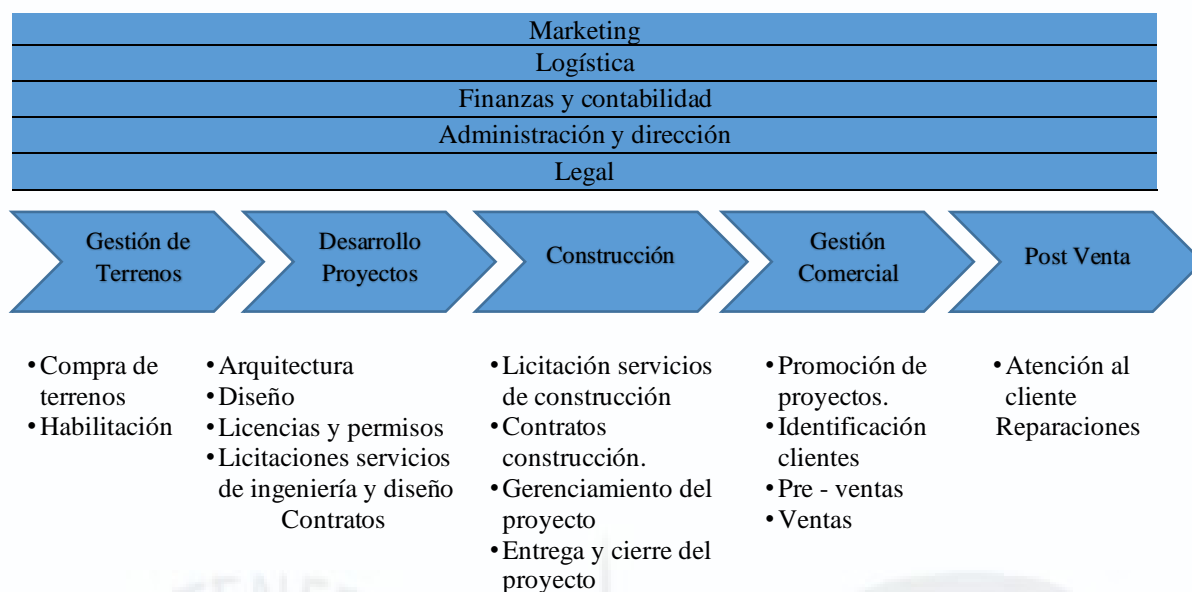 Marketing
Logística
Finanzas y contabilidad
Administración y dirección
Legal
Gestión de
Terrenos
Desarrollo
Proyectos
Construcción
Gestión
Comercial
Post Venta
•Compra de
terrenos
•Habilitación
•Arquitectura
•Diseño
•Licencias y permisos
•Licitaciones servicios
de ingeniería y diseño
Contratos
•Licitación servicios
de construcción
•Contratos
construcción.
•Gerenciamiento del
proyecto
•Entrega y cierre del
proyecto
•Promoción de
proyectos.
•Identificación
clientes
•Pre - ventas
•Ventas
•Atención al
cliente
Reparaciones